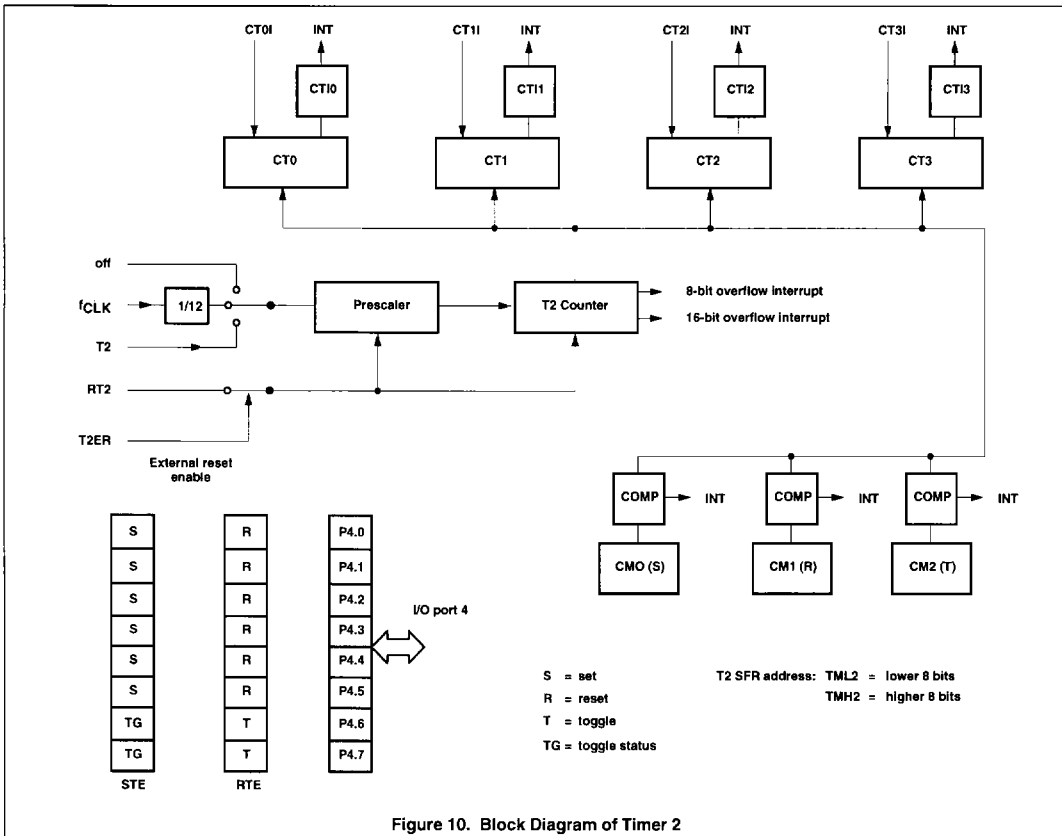 CT0I INT CT1I INT CT2I INT CT3I INT
CTI0 CTI1 CTI2 CTI3
CT0 CT1 CT2 CT3
off
fCLK 1/12 Prescaler T2 Counter 8-bit overflow interrupt
16-bit overflow interrupt
T2
RT2
T2ER
External reset
enable
COMP INT COMP INT COMP INT
CMO (S) CM1 (R) CM2 (T)
S R P4.0
S R P4.1
S R P4.2
I/O port 4
S R P4.3
S R P4.4
S R P4.5
TG T P4.6
TG T P4.7
STE RTE
S = set
R = reset
T = toggle
TG = toggle status
T2 SFR address: TML2 = lower 8 bits
TMH2 = higher 8 bits
Figure 10. Block Diagram of Timer 2